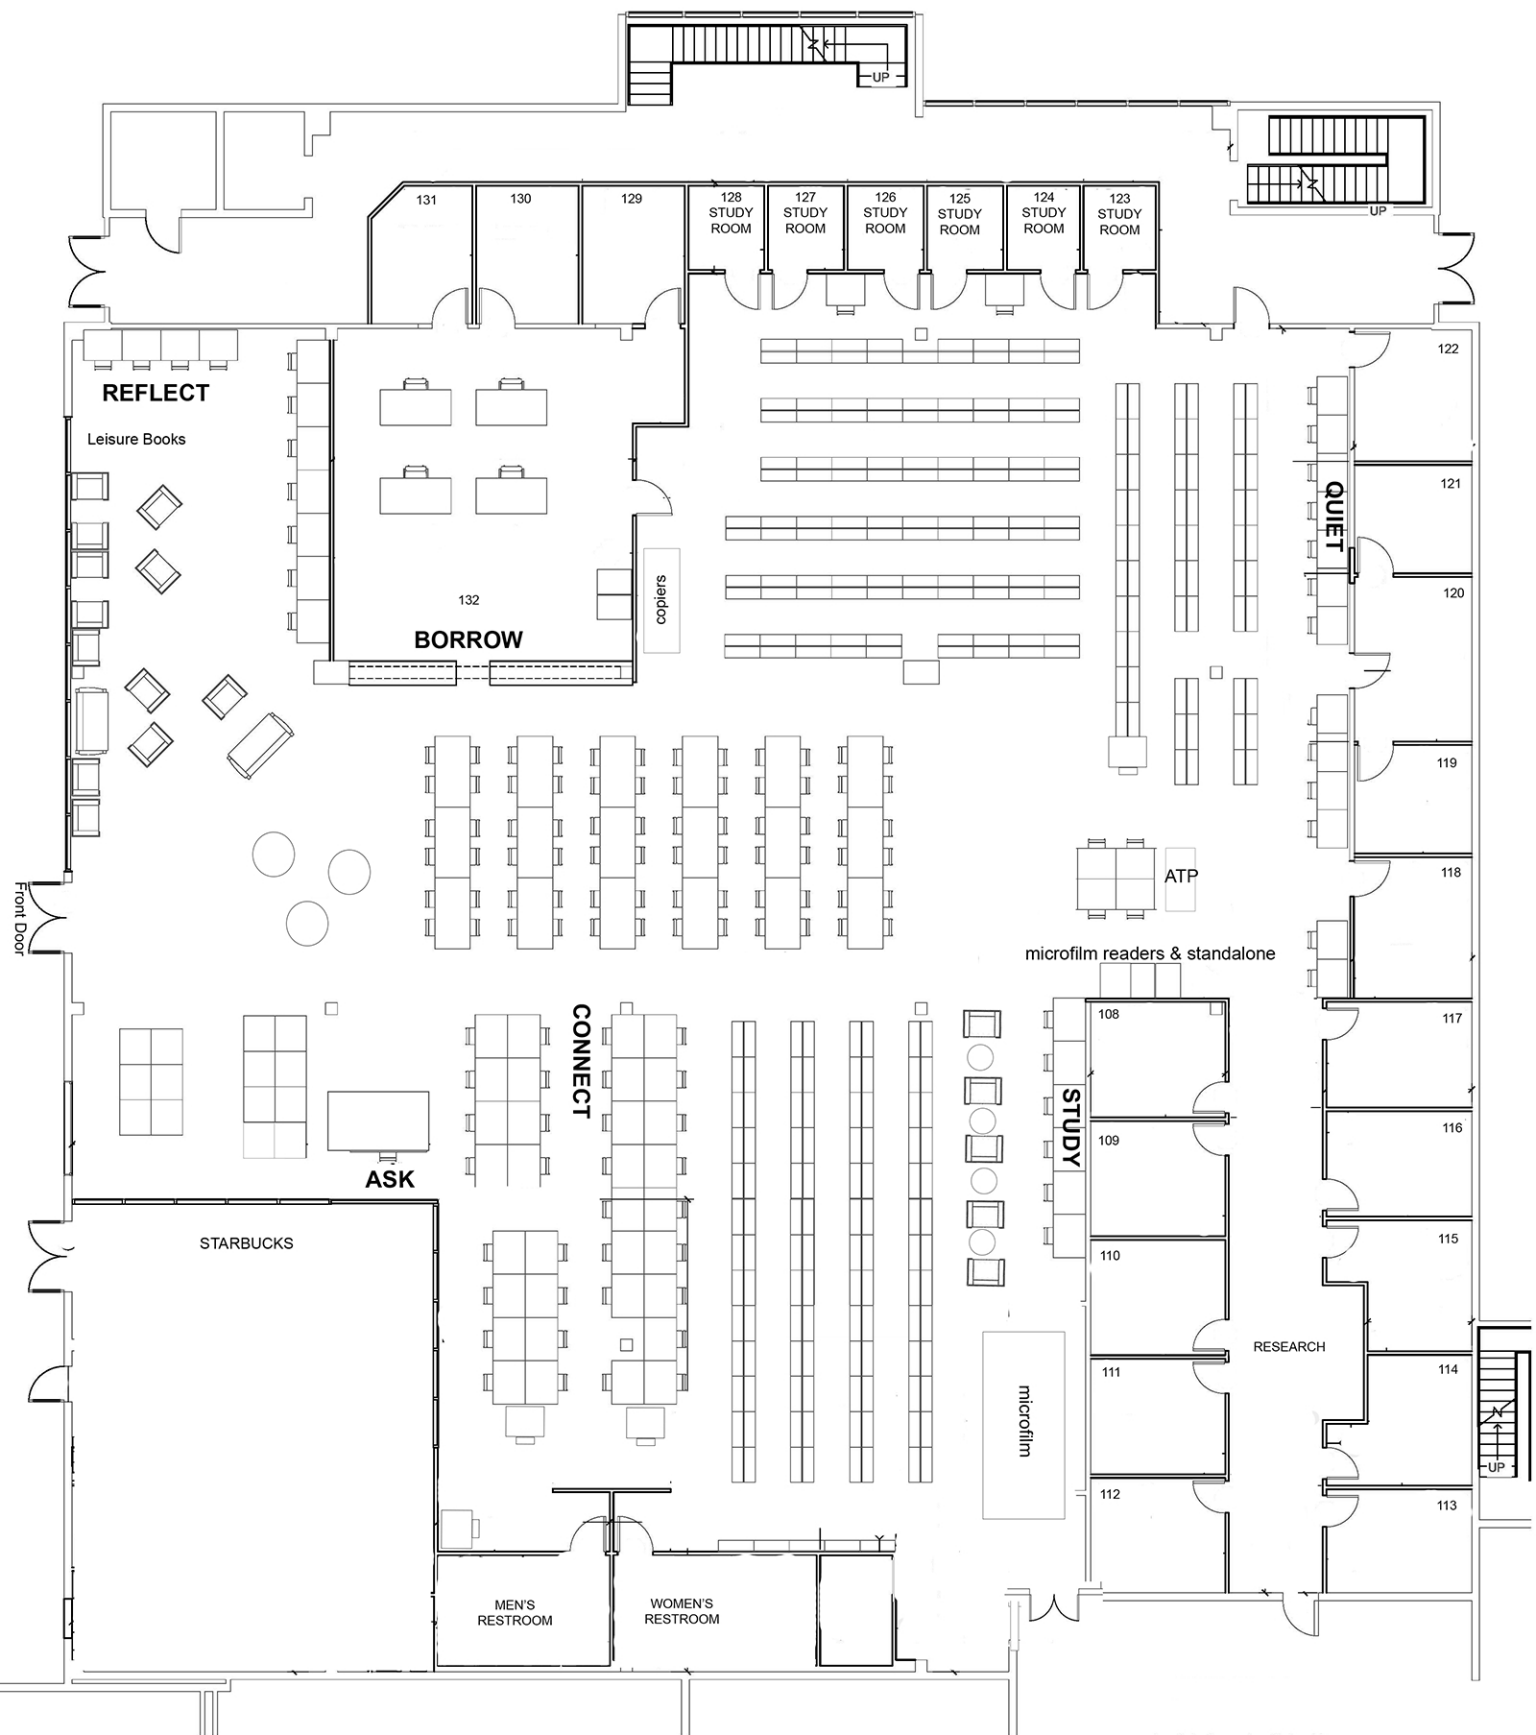 UP
UP
131
130
129
128
STUDY
ROOM
127
STUDY
ROOM
126
STUDY
ROOM
125
STUDY
ROOM
124
STUDY
ROOM
123
STUDY
ROOM
122
REFLECT
Leisure Books
121
QUIET
copiers
132
120
BORROW
119
118
ATP
Front Door
microfilm readers & standalone
CONNECT
108
117
STUDY
109
116
ASK
STARBUCKS
110
115
RESEARCH
111
114
microfilm
UP
112
113
MEN'S
RESTROOM
WOMEN'S
RESTROOM